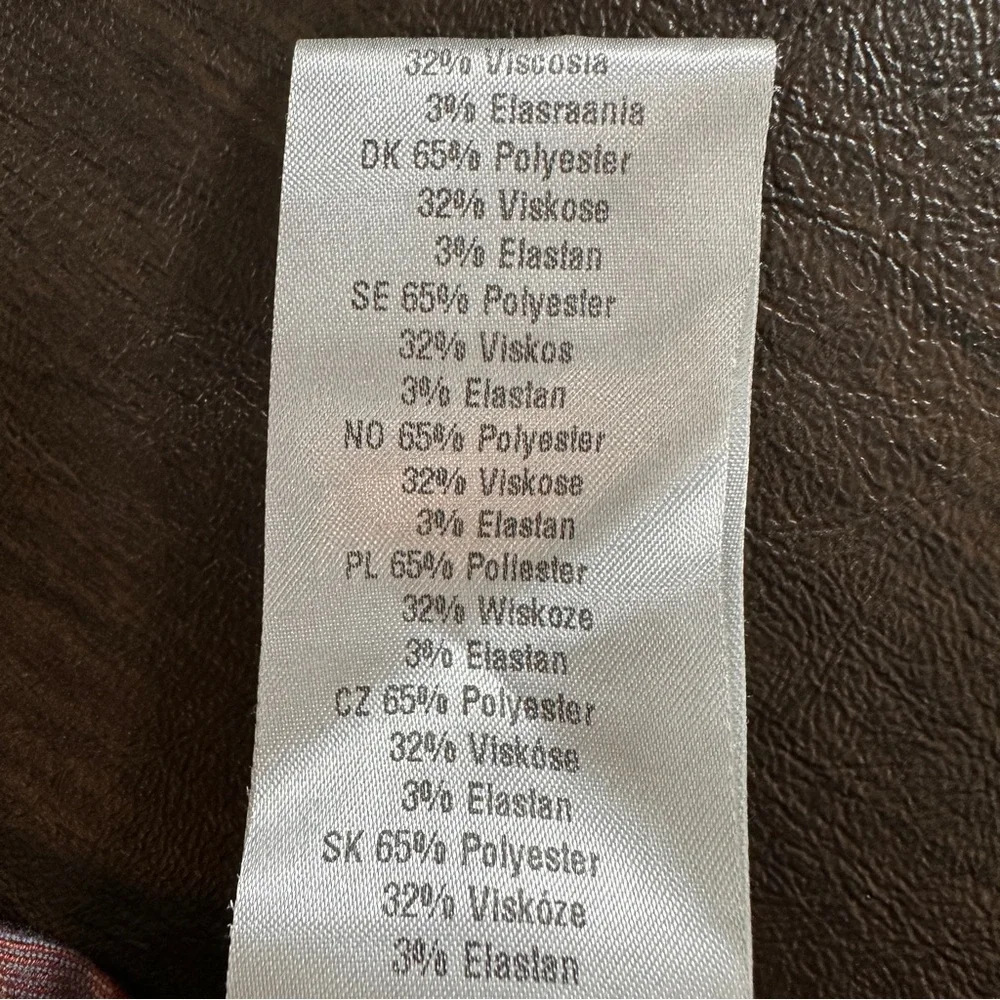 32% Viscosia
3% Elasraania
DK 65% Polyester
32% Viskose
3% Elastan
SE 65% Polyester
32% Viskos
3% Elastan
NO 65% Polyester
32% Viskose
3% Elastan
PL 65% Poliester
32% Wiskoze
3% Elastan
CZ 65% Polyester
32% Viskóse
3% Elastan
SK 65% Polyester
32% Viskóze
3% Elastan